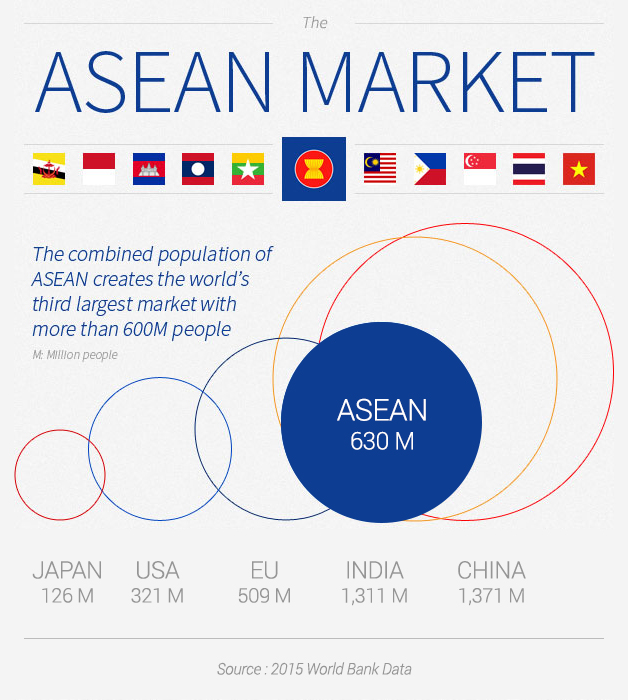 The
ASEAN MARKET
The combined population of
ASEAN creates the world's
third largest market with
more than 600M people
M: Million people
ASEAN
630 M
JAPAN
126 M
USA
321 M
EU
509 M
INDIA
1,311 M
CHINA
1,371 M
Source : 2015 World Bank Data